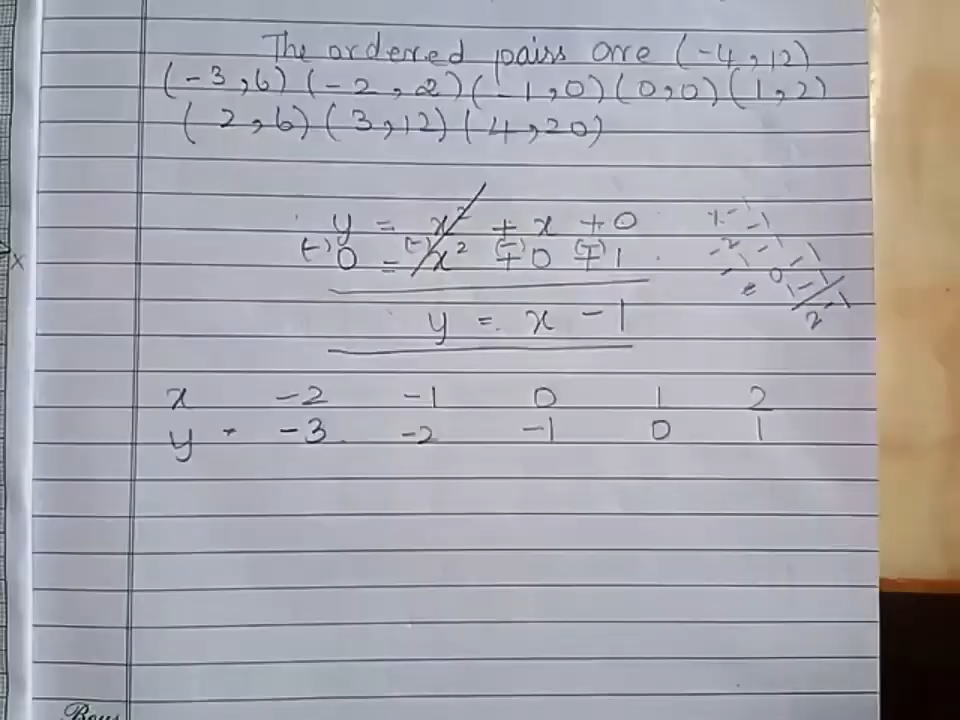 The ordered pairs are (-4, 12)
(-3, 6) (-2, 2) (-1, 0) (0, 0) (1, 2)
(2, 6) (3, 12) (4, 20)
y = x² + x + 0
(-) 0 = (-) x² + 0 (-) + 1 (-)
y = x - 1
x -2 -1 0 1 2
y -3 -2 -1 0 1